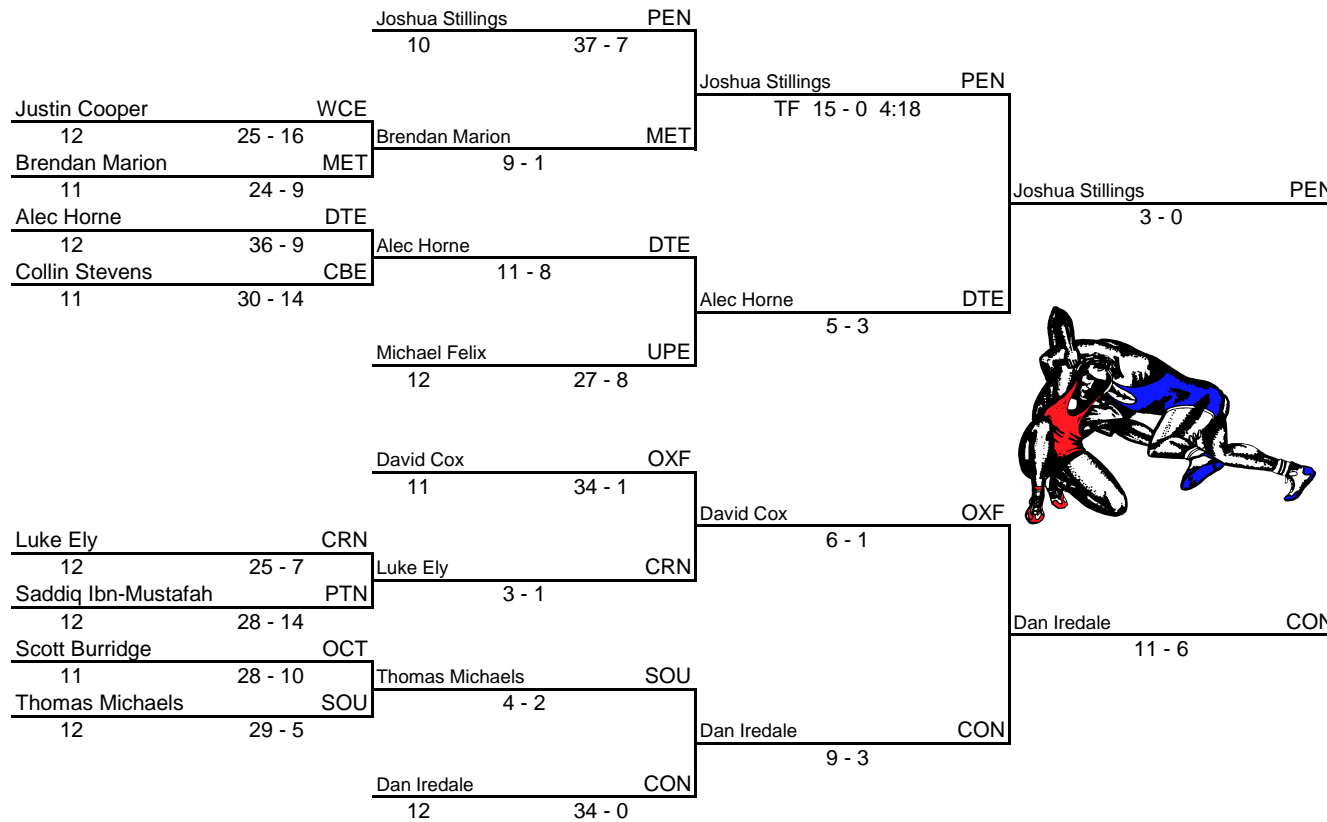 Joshua Stillings PEN
10 37 - 7
Joshua Stillings PEN
TF 15 - 0 4:18
Justin Cooper WCE
12 25 - 16
Brendan Marion MET
9 - 1
Brendan Marion MET
11 24 - 9
Joshua Stillings PEN
3 - 0
Alec Horne DTE
12 36 - 9
Alec Horne DTE
11 - 8
Collin Stevens CBE
11 30 - 14
Alec Horne DTE
5 - 3
Michael Felix UPE
12 27 - 8
David Cox OXF
11 34 - 1
David Cox OXF
6 - 1
Luke Ely CRN
12 25 - 7
Luke Ely CRN
3 - 1
Saddiq Ibn-Mustafah PTN
12 28 - 14
Dan Iredale CON
11 - 6
Scott Burridge OCT
11 28 - 10
Thomas Michaels SOU
4 - 2
Thomas Michaels SOU
12 29 - 5
Dan Iredale CON
9 - 3
Dan Iredale CON
12 34 - 0